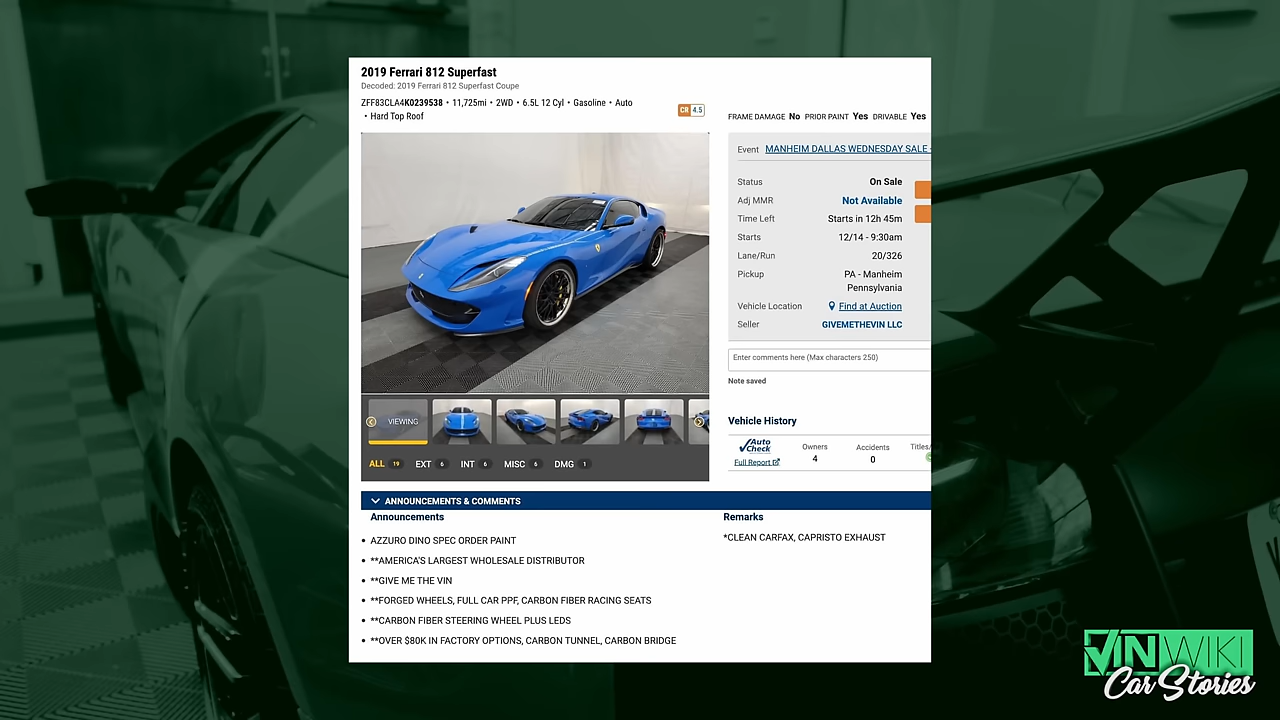 2019 Ferrari 812 Superfast
Decoded: 2019 Ferrari 812 Superfast Coupe
ZFF83CLA4K0239538 • 11,725mi • 2WD • 6.5L 12 Cyl • Gasoline • Auto
• Hard Top Roof
CR 4.5
FRAME DAMAGE No PRIOR PAINT Yes DRIVABLE Yes
Event MANHEIM DALLAS WEDNESDAY SALE -
Status On Sale
Adj MMR Not Available
Time Left Starts in 12h 45m
Starts 12/14 - 9:30am
Lane/Run 20/326
Pickup PA - Manheim
Pennsylvania
Vehicle Location Find at Auction
Seller GIVEMETHEVIN LLC
Enter comments here (Max characters 250)
Note saved
VIEWING
ALL 19 EXT 6 INT 6 MISC 6 DMG 1
Vehicle History
AutoCheck
Full Report
Owners
4
Accidents
0
Titles/
ANNOUNCEMENTS & COMMENTS
Announcements
• AZZURO DINO SPEC ORDER PAINT
• **AMERICA'S LARGEST WHOLESALE DISTRIBUTOR
• **GIVE ME THE VIN
• **FORGED WHEELS, FULL CAR PPF, CARBON FIBER RACING SEATS
• **CARBON FIBER STEERING WHEEL PLUS LEDS
• **OVER $80K IN FACTORY OPTIONS, CARBON TUNNEL, CARBON BRIDGE
Remarks
*CLEAN CARFAX, CAPRISTO EXHAUST
VINWIKI
Car Stories